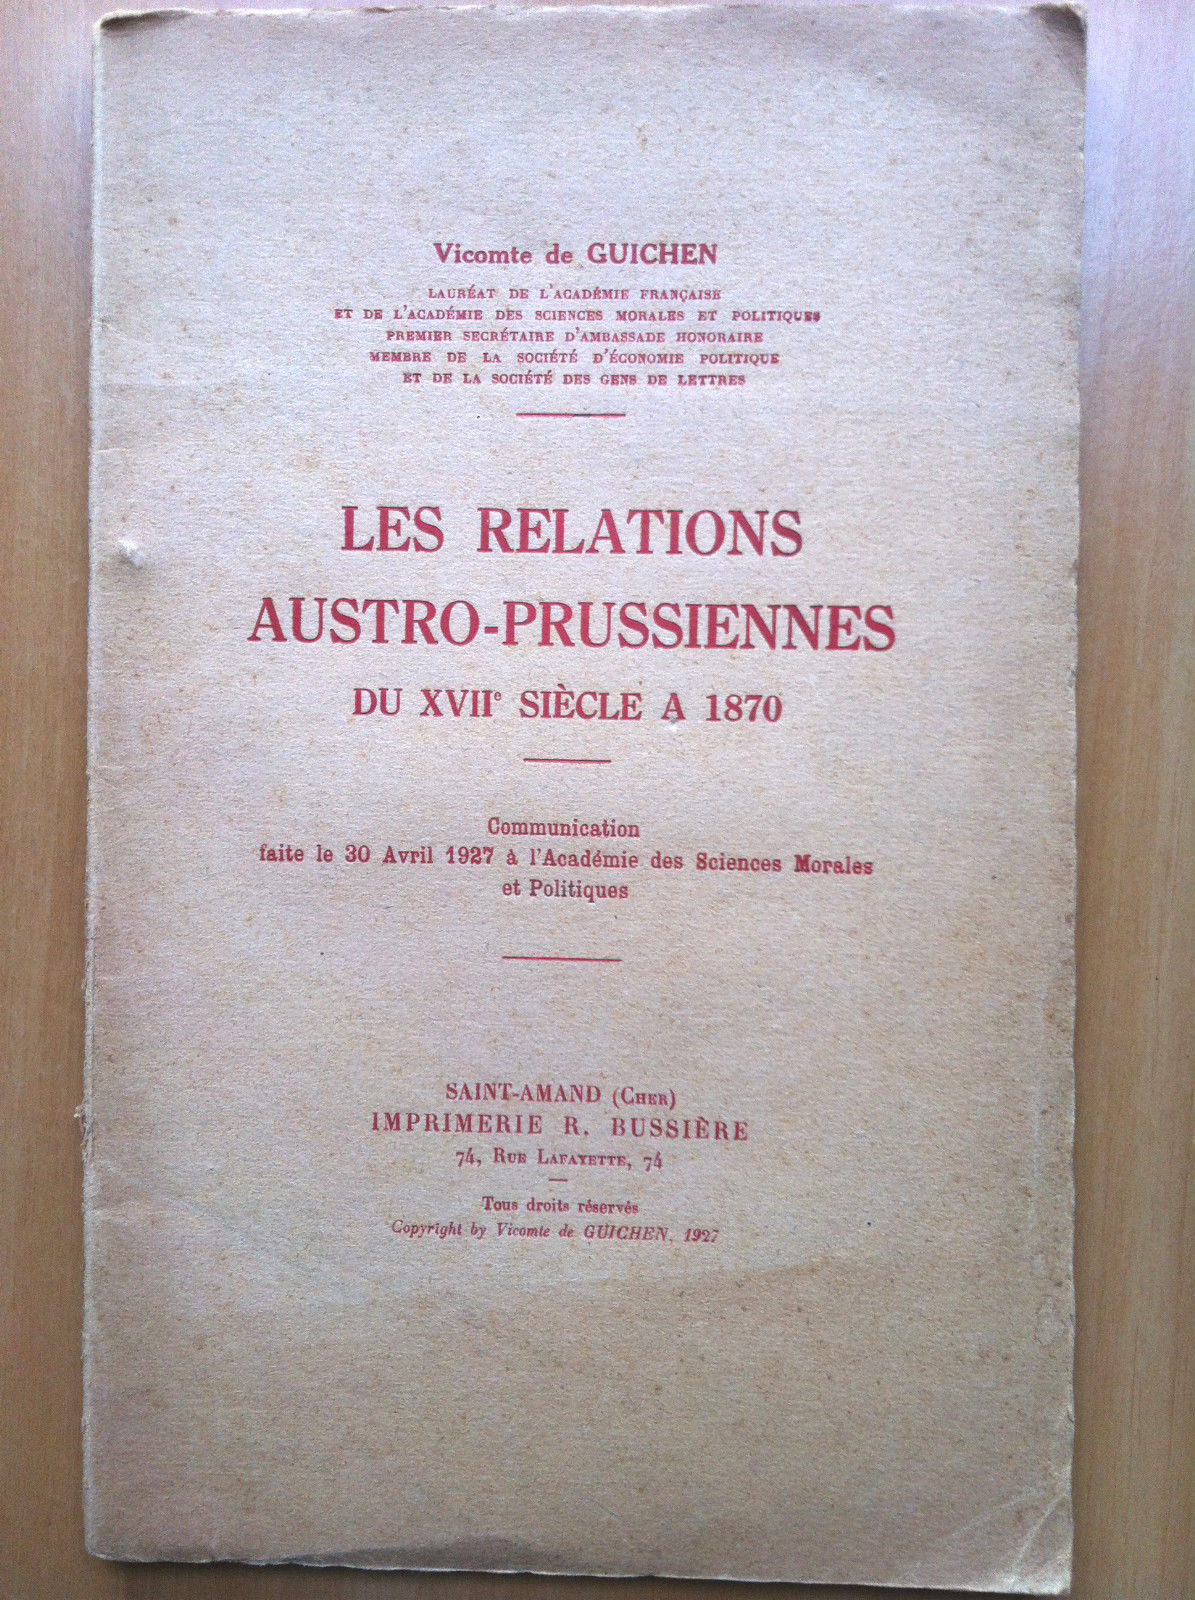 Vicomte de GUICHEN
LAURÉAT DE L'ACADÉMIE FRANÇAISE
ET DE L'ACADÉMIE DES SCIENCES MORALES ET POLITIQUES
PREMIER SECRÉTAIRE D'AMBASSADE HONORAIRE
MEMBRE DE LA SOCIÉTÉ D'ÉCONOMIE POLITIQUE
ET DE LA SOCIÉTÉ DES GENS DE LETTRES
LES RELATIONS
AUSTRO-PRUSSIENNES
DU XVIIe SIÈCLE A 1870
Communication
faite le 30 Avril 1927 à l'Académie des Sciences Morales
et Politiques
SAINT-AMAND (CHER)
IMPRIMERIE R. BUSSIÈRE
74, RUE LAFAYETTE, 74
Tous droits réservés
Copyright by Vicomte de GUICHEN, 1927